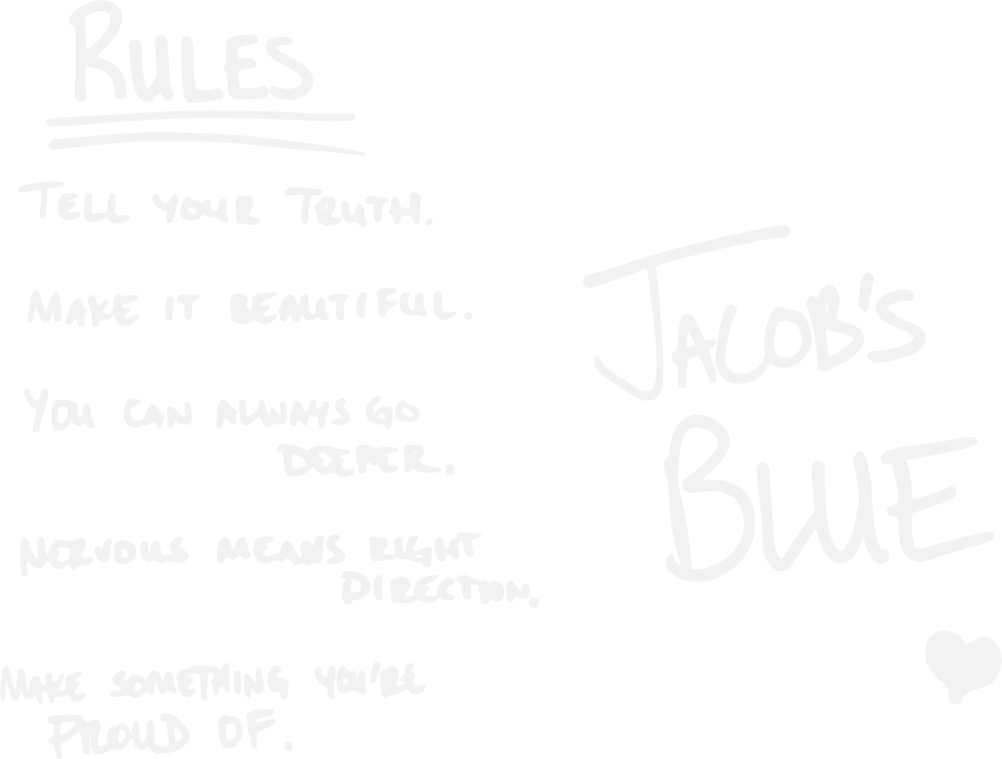 RULES
TELL YOUR TRUTH.
MAKE IT BEAUTIFUL.
YOU CAN ALWAYS GO
DEEPER.
NERVOUS MEANS RIGHT
DIRECTION.
MAKE SOMETHING YOU'RE
PROUD OF.
JACOB'S
BLUE